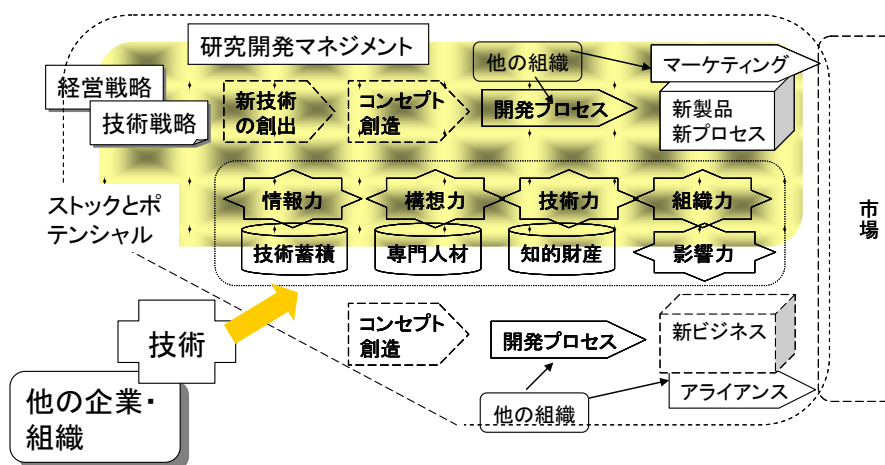 研究開発マネジメント
他の組織
マーケティング
経営戦略
技術戦略
新技術
の創出
コンセプト
創造
開発プロセス
新製品
新プロセス
ストックとポ
テンシャル
情報力
構想力
技術力
組織力
技術蓄積
専門人材
知的財産
影響力
市
場
技術
コンセプト
創造
開発プロセス
新ビジネス
アライアンス
他の組織
他の企業・
組織